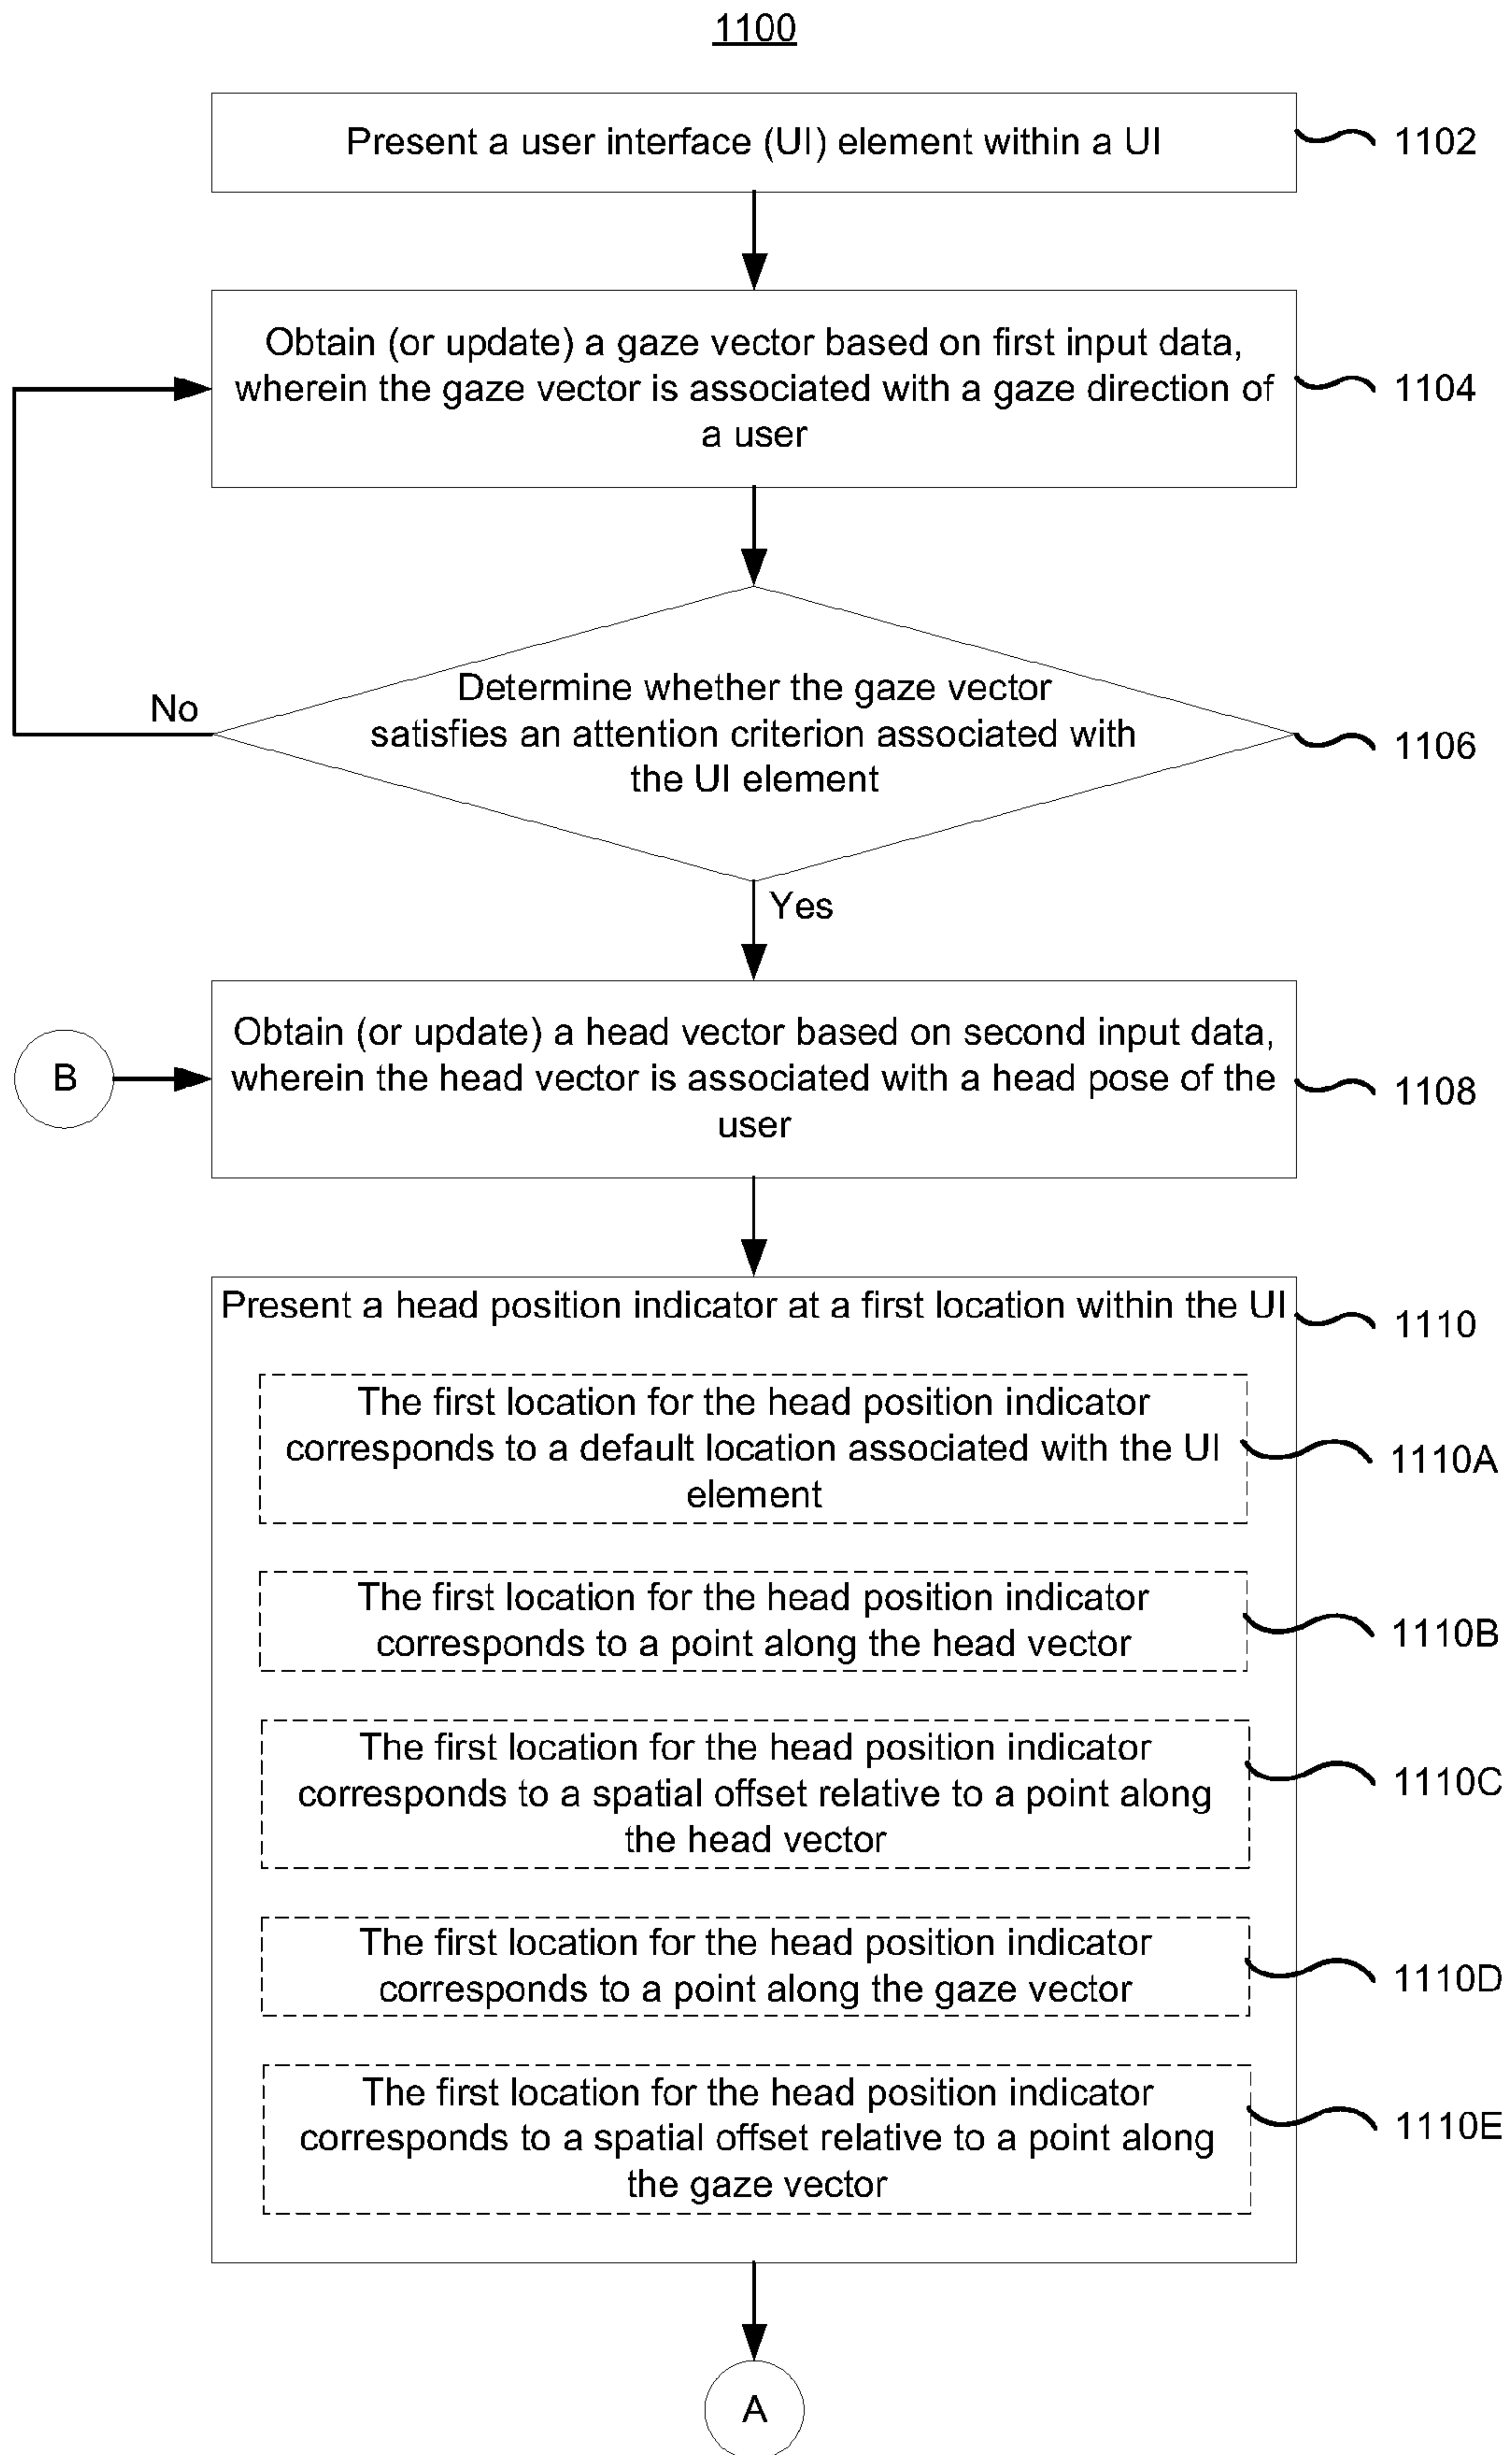 1100
Present a user interface (UI) element within a UI
1102
Obtain (or update) a gaze vector based on first input data,
wherein the gaze vector is associated with a gaze direction of
a user
1104
Determine whether the gaze vector
satisfies an attention criterion associated with
the UI element
1106
No
Yes
B
Obtain (or update) a head vector based on second input data,
wherein the head vector is associated with a head pose of the
user
1108
Present a head position indicator at a first location within the UI
1110
The first location for the head position indicator
corresponds to a default location associated with the UI
element
1110A
The first location for the head position indicator
corresponds to a point along the head vector
1110B
The first location for the head position indicator
corresponds to a spatial offset relative to a point along
the head vector
1110C
The first location for the head position indicator
corresponds to a point along the gaze vector
1110D
The first location for the head position indicator
corresponds to a spatial offset relative to a point along
the gaze vector
1110E
A